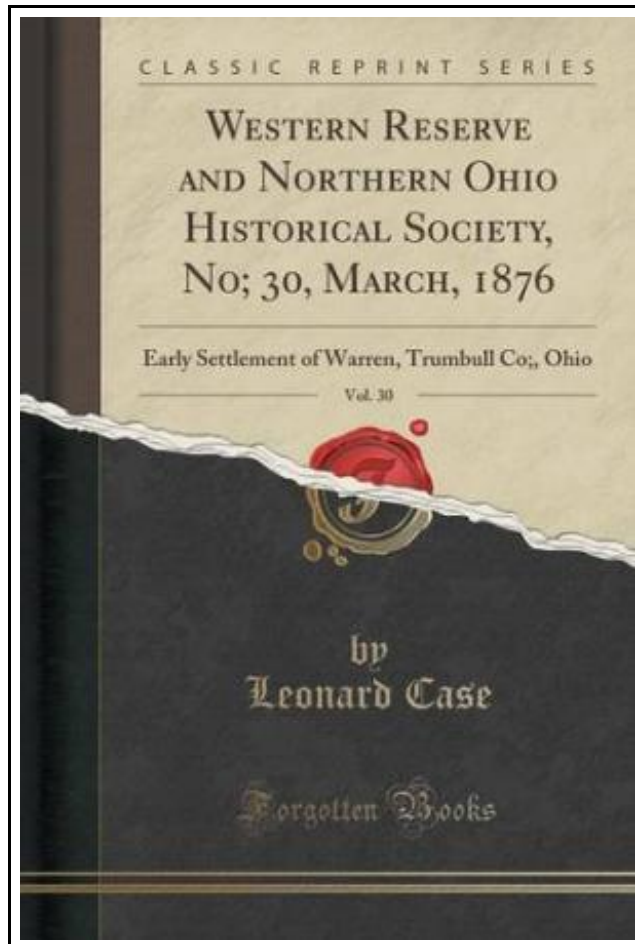 CLASSIC REPRINT SERIES
WESTERN RESERVE
AND NORTHERN OHIO
HISTORICAL SOCIETY,
NO; 30, MARCH, 1876
Early Settlement of Warren, Trumbull Co;, Ohio
Vol. 30
by
Leonard Case
Forgotten Books